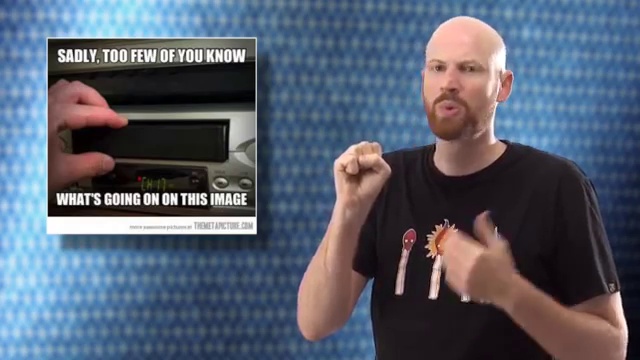 SADLY, TOO FEW OF YOU KNOW
WHAT'S GOING ON ON THIS IMAGE
more awesome pictures at THEMETAPICTURE.COM